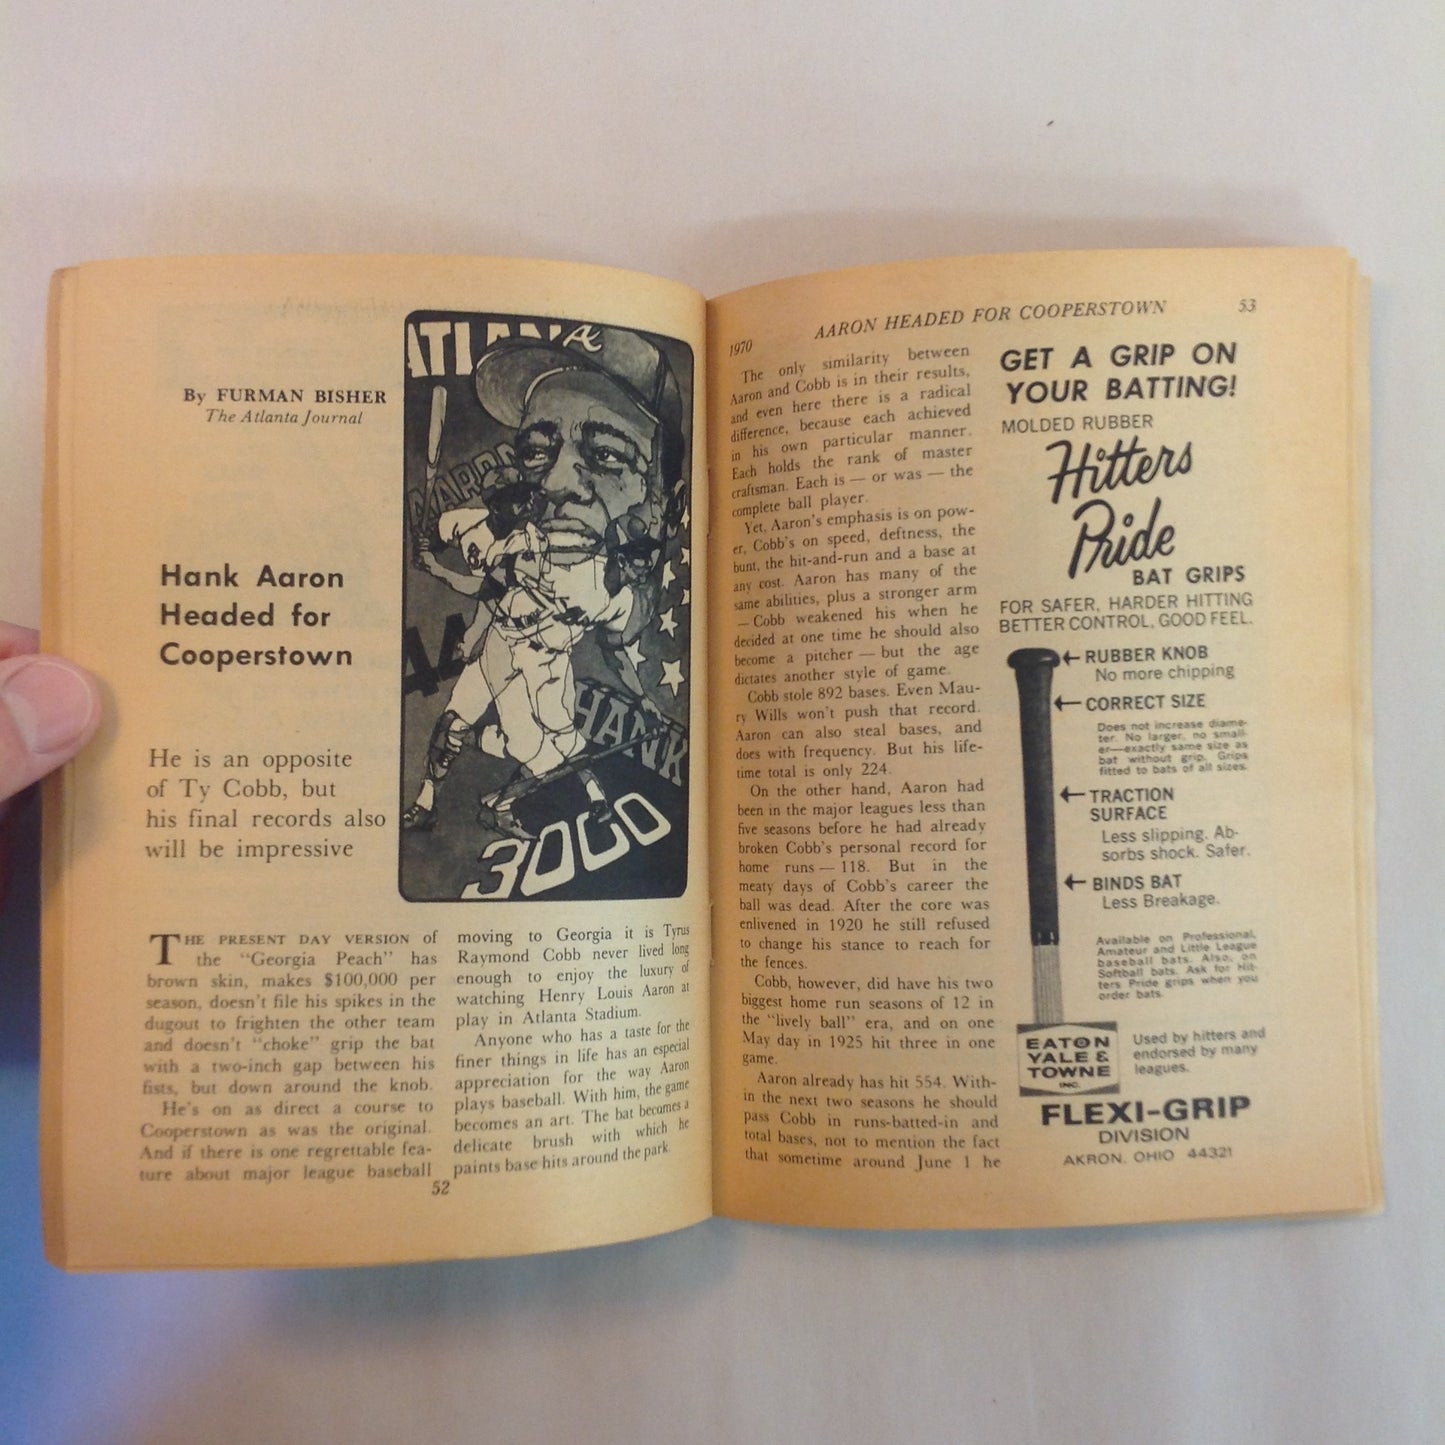 By FURMAN BISHER
The Atlanta Journal
Hank Aaron
Headed for
Cooperstown
He is an opposite
of Ty Cobb, but
his final records also
will be impressive
ATLANTA
A
AARON
44
HANK
3000
THE PRESENT DAY VERSION of
the "Georgia Peach" has
brown skin, makes $100,000 per
season, doesn't file his spikes in the
dugout to frighten the other team
and doesn't "choke" grip the bat
with a two-inch gap between his
fists, but down around the knob.
He's on as direct a course to
Cooperstown as was the original.
And if there is one regrettable fea-
ture about major league baseball
moving to Georgia it is Tyrus
Raymond Cobb never lived long
enough to enjoy the luxury of
watching Henry Louis Aaron at
play in Atlanta Stadium.
Anyone who has a taste for the
finer things in life has an especial
appreciation for the way Aaron
plays baseball. With him, the game
becomes an art. The bat becomes a
delicate brush with which he
paints base hits around the park.
52
1970
AARON HEADED FOR COOPERSTOWN
53
The only similarity between
Aaron and Cobb is in their results,
and even here there is a radical
difference, because each achieved
in his own particular manner.
Each holds the rank of master
craftsman. Each is — or was — the
complete ball player.
Yet, Aaron's emphasis is on pow-
er, Cobb's on speed, deftness, the
bunt, the hit-and-run and a base at
any cost. Aaron has many of the
same abilities, plus a stronger arm
— Cobb weakened his when he
decided at one time he should also
become a pitcher — but the age
dictates another style of game.
Cobb stole 892 bases. Even Mau-
ry Wills won't push that record.
Aaron can also steal bases, and
does with frequency. But his life-
time total is only 224.
On the other hand, Aaron had
been in the major leagues less than
five seasons before he had already
broken Cobb's personal record for
home runs — 118. But in the
meaty days of Cobb's career the
ball was dead. After the core was
enlivened in 1920 he still refused
to change his stance to reach for
the fences.
Cobb, however, did have his two
biggest home run seasons of 12 in
the "lively ball" era, and on one
May day in 1925 hit three in one
game.
Aaron already has hit 554. With-
in the next two seasons he should
pass Cobb in runs-batted-in and
total bases, not to mention the fact
that sometime around June 1 he
GET A GRIP ON
YOUR BATTING!
MOLDED RUBBER
Hitters
Pride
BAT GRIPS
FOR SAFER, HARDER HITTING
BETTER CONTROL, GOOD FEEL.
RUBBER KNOB
No more chipping
CORRECT SIZE
Does not increase diame-
ter. No larger, no small-
er—exactly same size as
bat without grip. Grips
fitted to bats of all sizes.
TRACTION
SURFACE
Less slipping. Ab-
sorbs shock. Safer.
BINDS BAT
Less Breakage.
Available on Professional,
Amateur and Little League
baseball bats. Also, on
Softball bats. Ask for Hit-
ters Pride grips when you
order bats.
EATON
YALE &
TOWNE
INC.
Used by hitters and
endorsed by many
leagues.
FLEXI-GRIP
DIVISION
AKRON, OHIO 44321